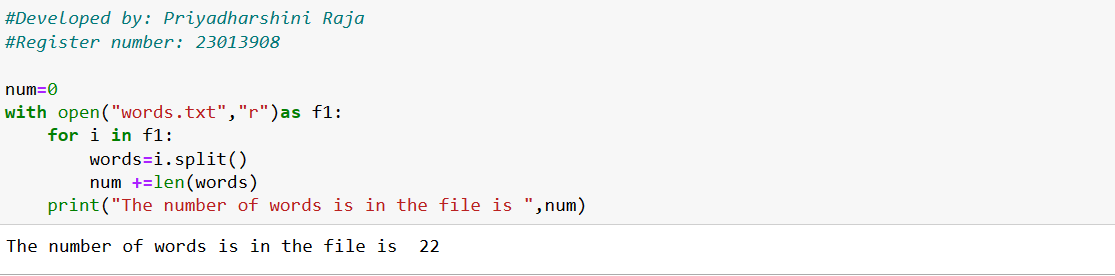 #Developed by: Priyadharshini Raja
#Register number: 23013908
num=0
with open("words.txt","r")as f1:
    for i in f1:
        words=i.split()
        num +=len(words)
    print("The number of words is in the file is ",num)
The number of words is in the file is  22